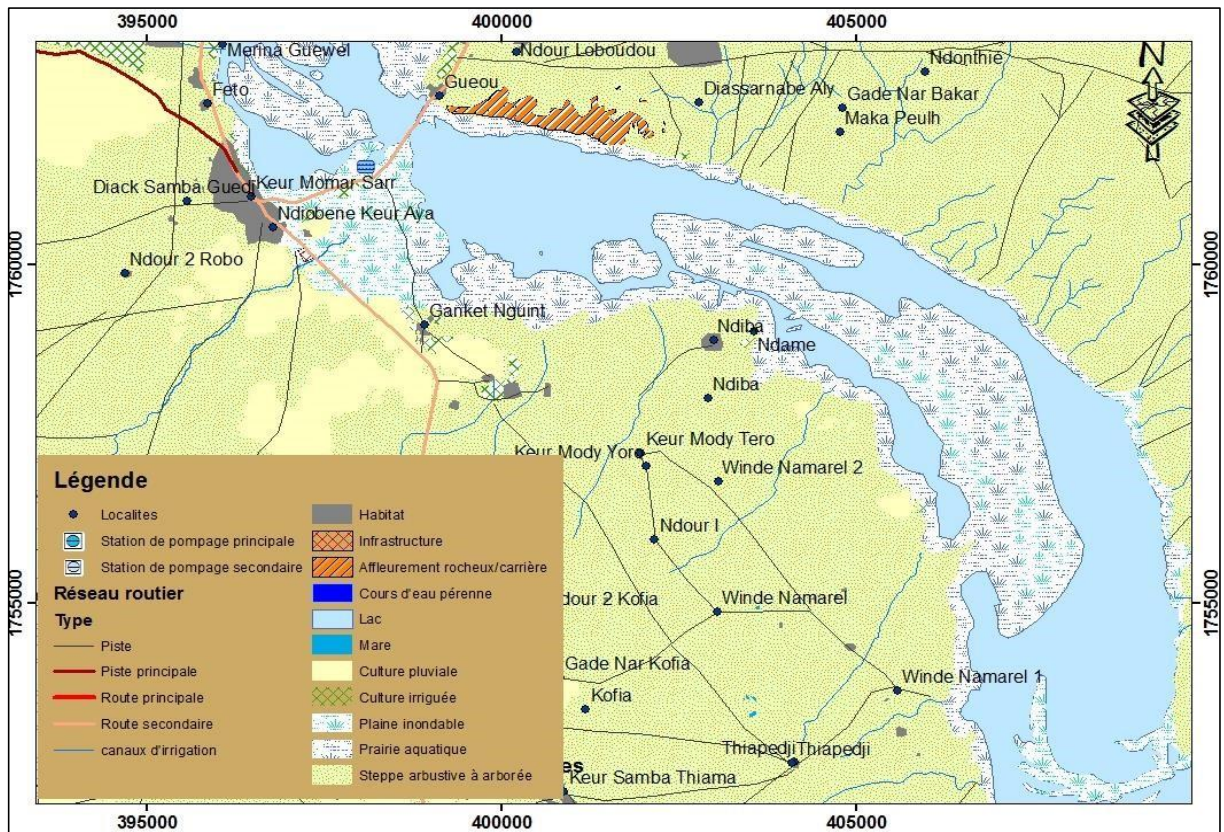 395000 400000 405000
Merina Guewel
Ndour Loboudou
Ndonthie
N
Feto
Gueou
Diassarnabe Aly
Gade Nar Bakar
Maka Peulh
Diack Samba Guedj
Keur Momar Sarr
Ndiobene Keur Aya
1760000
1760000
Ndour 2 Robo
Ganket Nguint
Ndiba
Ndame
Ndiba
Keur Mody Yoro
Keur Mody Tero
Winde Namarel 2
Ndour I
dour 2 Kofia
Winde Namarel
1755000
1755000
Gade Nar Kofia
Kofia
Winde Namarel 1
Thiapedji
Thiapedji
es
Keur Samba Thiama
Légende
Localites
Station de pompage principale
Station de pompage secondaire
Réseau routier
Type
Piste
Piste principale
Route principale
Route secondaire
canaux d'irrigation
Habitat
Infrastructure
Affleurement rocheux/carrière
Cours d'eau pérenne
Lac
Mare
Culture pluviale
Culture irriguée
Plaine inondable
Prairie aquatique
Steppe arbustive à arborée
395000 400000 405000